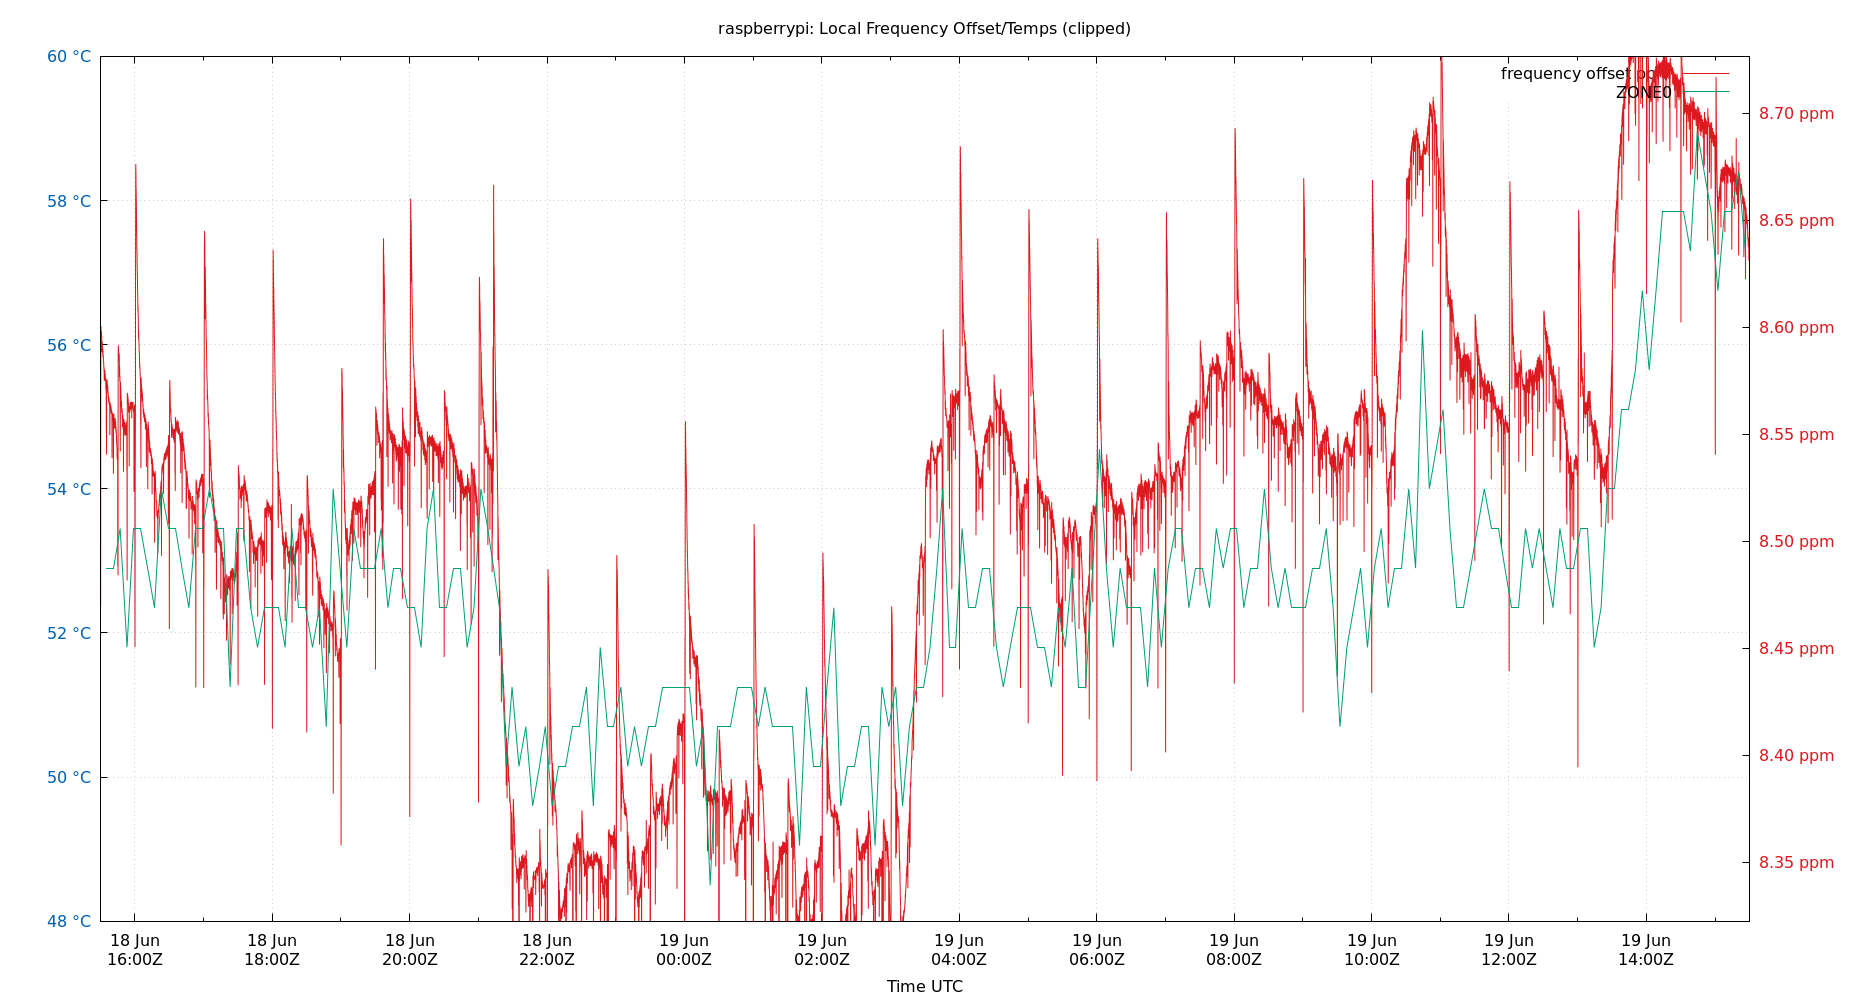 raspberrypi: Local Frequency Offset/Temps (clipped)
60 °C
58 °C
56 °C
54 °C
52 °C
50 °C
48 °C
frequency offset
ZONE0
8.70 ppm
8.65 ppm
8.60 ppm
8.55 ppm
8.50 ppm
8.45 ppm
8.40 ppm
8.35 ppm
18 Jun 18 Jun 18 Jun 18 Jun 19 Jun 19 Jun 19 Jun 19 Jun 19 Jun 19 Jun 19 Jun 19 Jun
16:00Z 18:00Z 20:00Z 22:00Z 00:00Z 02:00Z 04:00Z 06:00Z 08:00Z 10:00Z 12:00Z 14:00Z
Time UTC